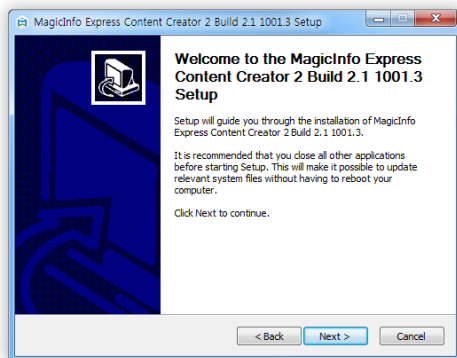 MagicInfo Express Content Creator 2 Build 2.1 1001.3 Setup
Welcome to the MagicInfo Express
Content Creator 2 Build 2.1 1001.3
Setup
Setup will guide you through the installation of MagicInfo
Express Content Creator 2 Build 2.1 1001.3.
It is recommended that you close all other applications
before starting Setup. This will make it possible to update
relevant system files without having to reboot your
computer.
Click Next to continue.
< Back Next > Cancel